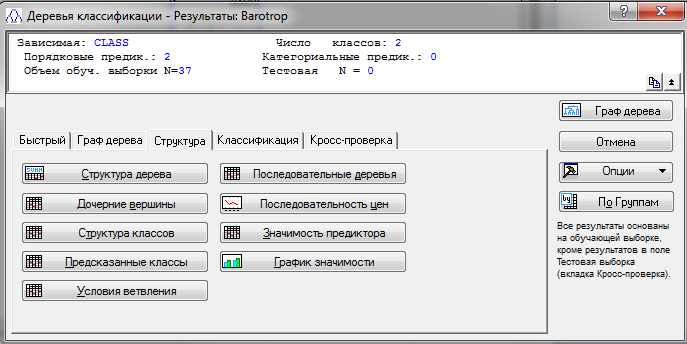 Деревья классификации - Результаты: Barotrop
Зависимая: CLASS Число классов: 2
Порядковые предик.: 2 Категориальные предик.: 0
Объем обуч. выборки N=37 Тестовая N = 0
Граф дерева
Отмена
Опции
По Группам
Все результаты основаны
на обучающей выборке,
кроме результатов в поле
Тестовая выборка
(вкладка Кросс-проверка).
Быстрый Граф дерева Структура Классификация Кросс-проверка
Структура дерева Последовательные деревья
Дочерние вершины Последовательность цен
Структура классов Значимость предиктора
Предсказанные классы График значимости
Условия ветвления